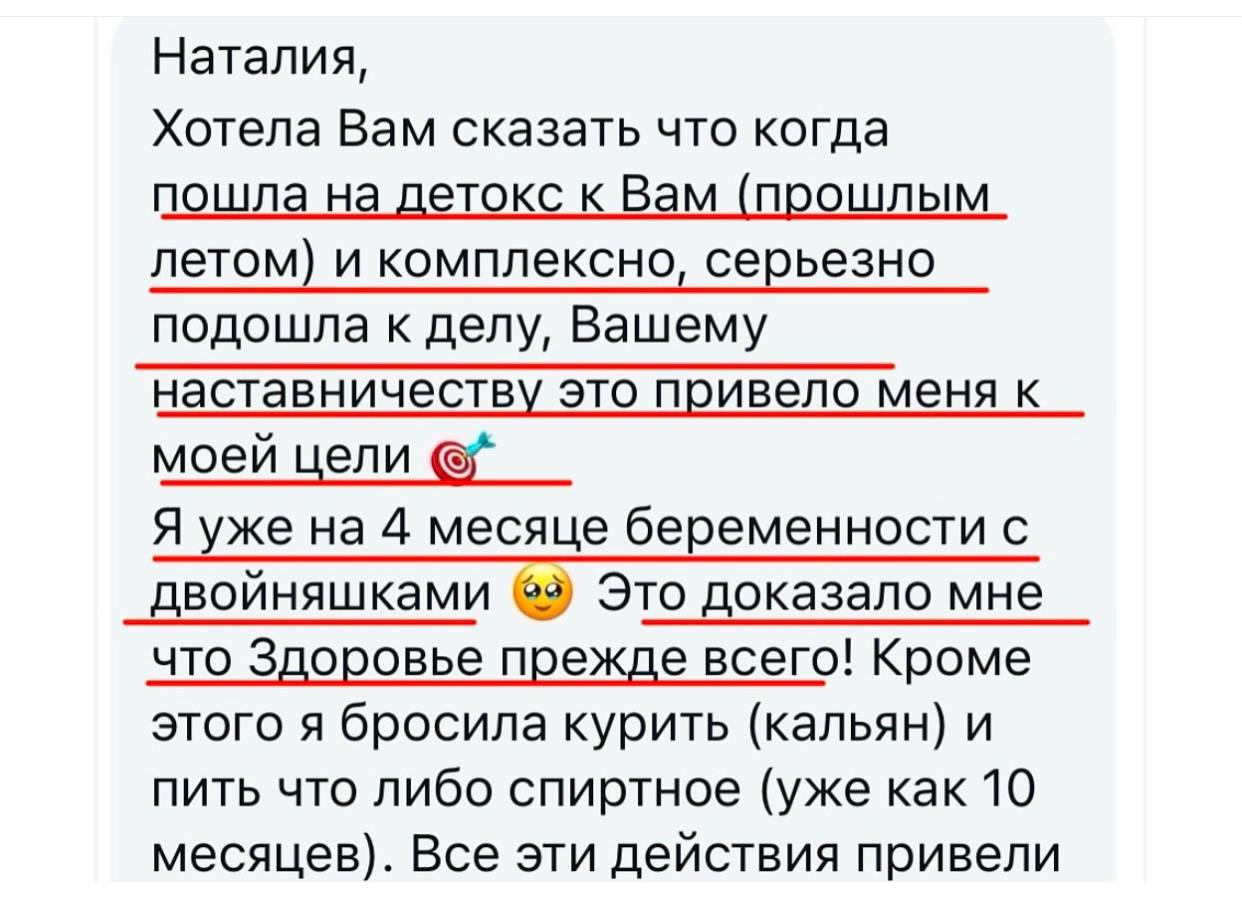 Наталия,
Хотела Вам сказать что когда
пошла на детокс к Вам (прошлым
летом) и комплексно, серьезно
подошла к делу, Вашему
наставничеству это привело меня к
моей цели 🎯
Я уже на 4 месяце беременности с
двойняшками 🥹 Это доказало мне
что Здоровье прежде всего! Кроме
этого я бросила курить (кальян) и
пить что либо спиртное (уже как 10
месяцев). Все эти действия привели